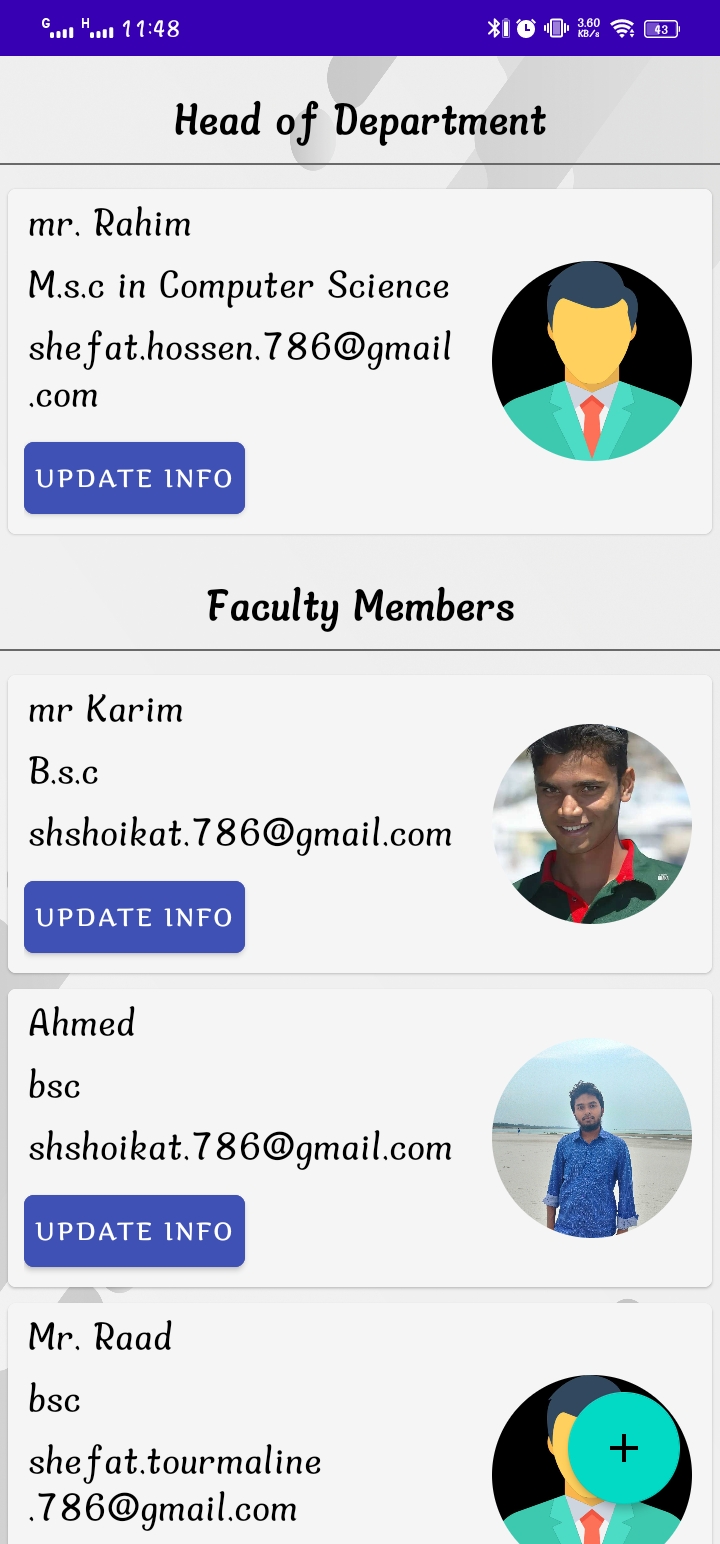 G H 11:48 3.60 KB/s 43
Head of Department
mr. Rahim
M.s.c in Computer Science
shefat.hossen.786@gmail
.com
UPDATE INFO
Faculty Members
mr Karim
B.s.c
shshoikat.786@gmail.com
UPDATE INFO
Ahmed
bsc
shshoikat.786@gmail.com
UPDATE INFO
Mr. Raad
bsc
shefat.tourmaline
.786@gmail.com